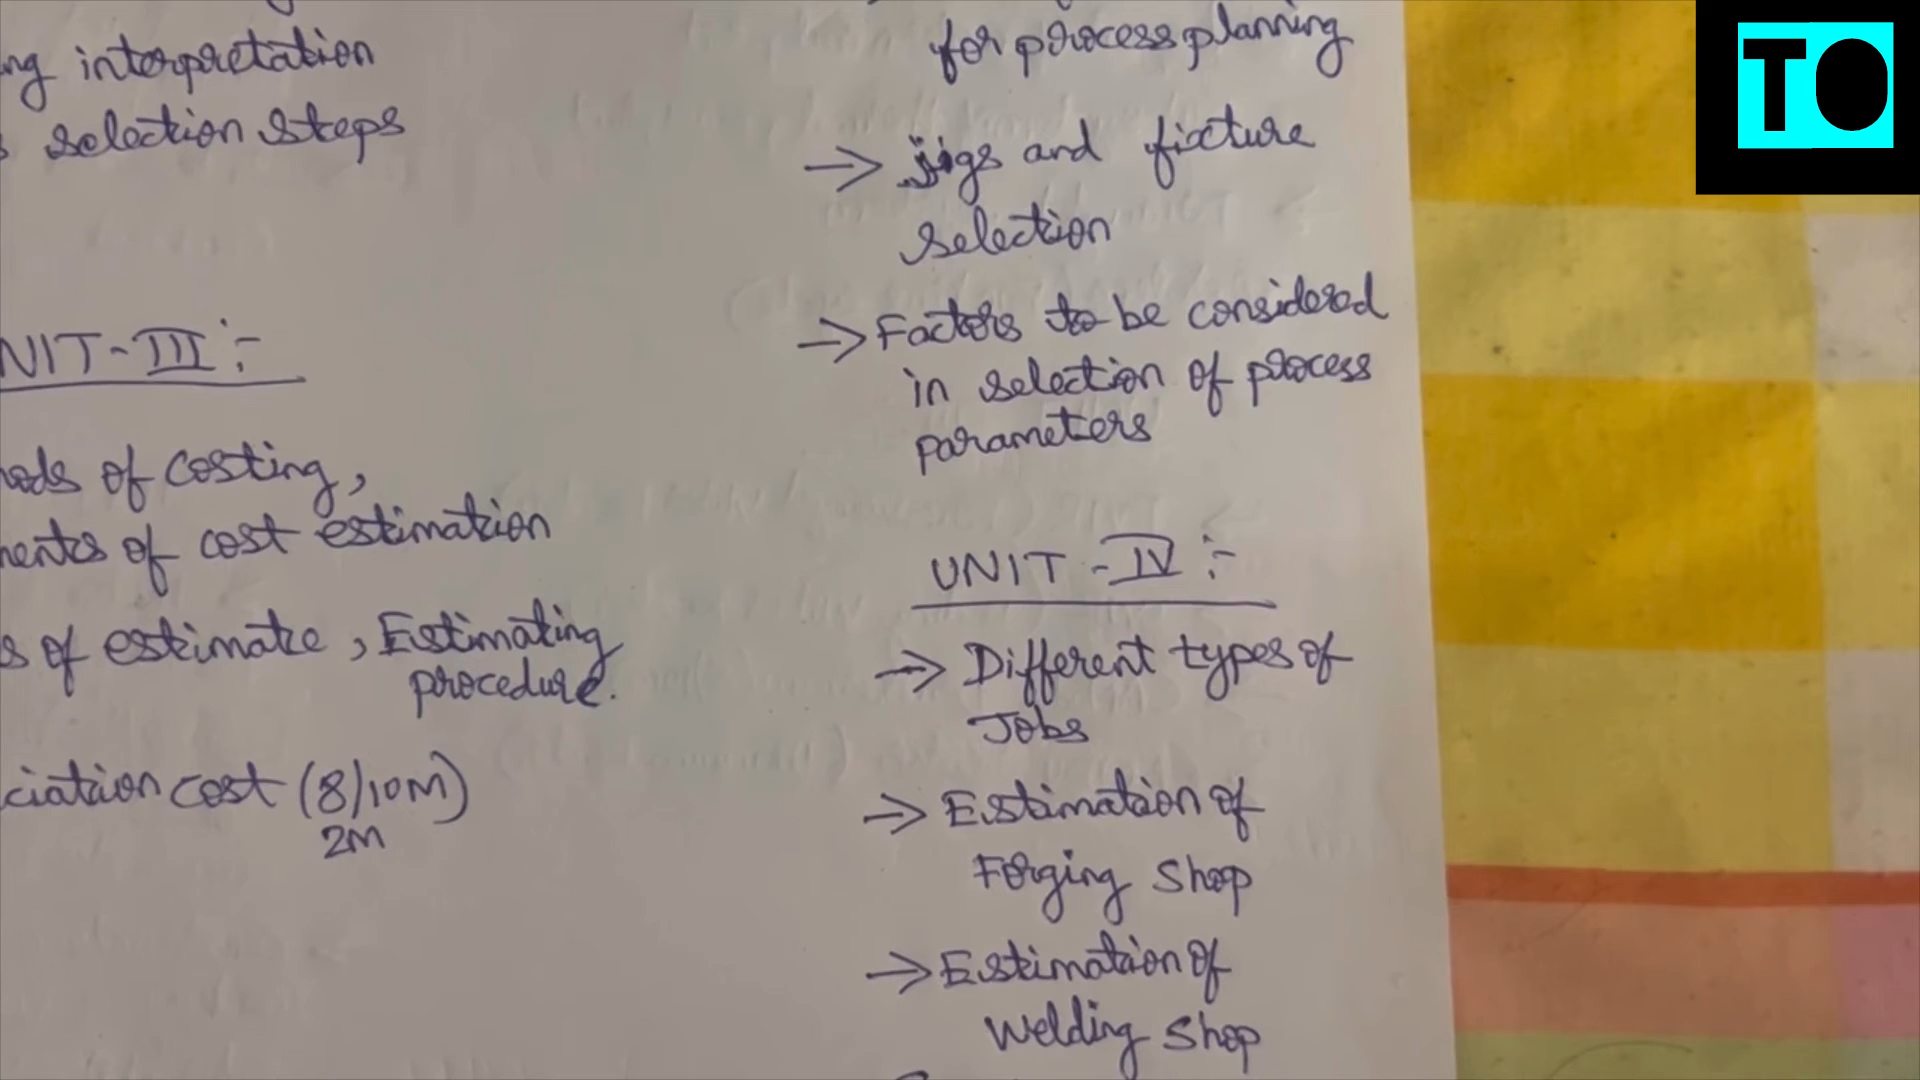 interpretation
selection steps
UNIT-III :-
of costing,
of cost estimation
of estimate, Estimating
procedure.
cost (8/10M)
2M
for process planning
→ jigs and fixture
selection
→ Factors to be considered
in selection of process
parameters
UNIT-IV :-
→ Different types of
Jobs
→ Estimation of
Forging Shop
→ Estimation of
Welding Shop
TO